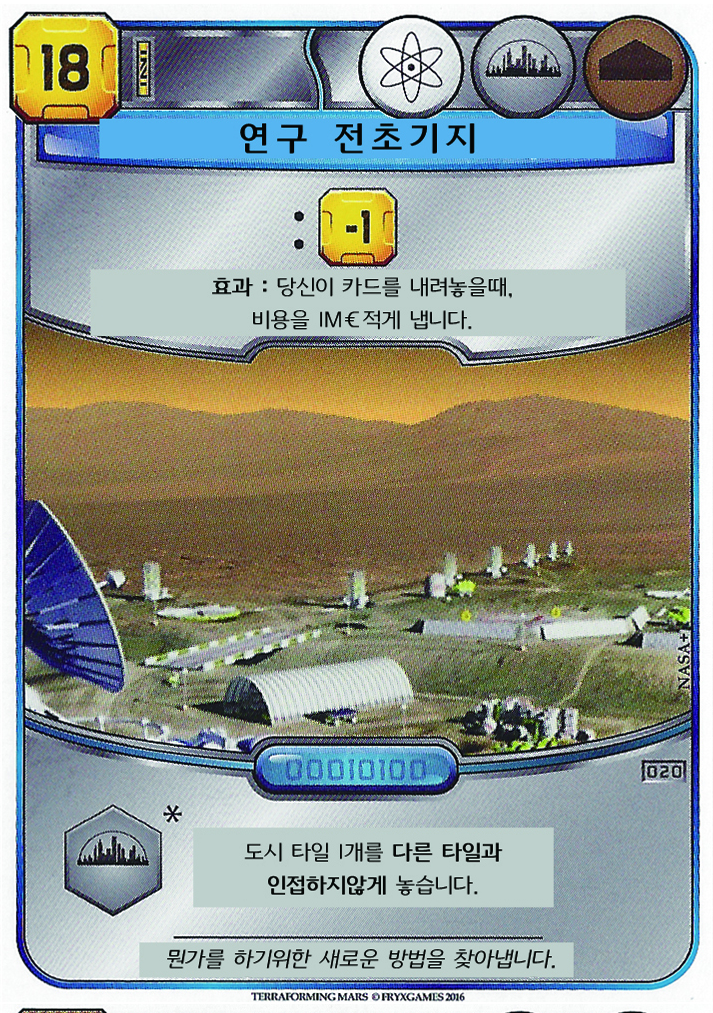 18
연구 전초기지
: -1
효과 : 당신이 카드를 내려놓을때,
비용을 1M€ 적게 냅니다.
NASA+
00010100
020
*
도시 타일 1개를 다른 타일과
인접하지않게 놓습니다.
뭔가를 하기위한 새로운 방법을 찾아냅니다.
TERRAFORMING MARS © FRYXGAMES 2016